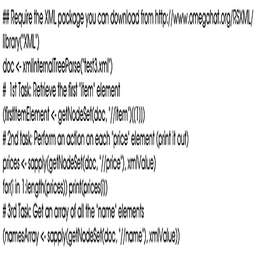 ## Require the XML package you can download from http://www.omegahat.org/RSXML/
library("XML")
doc <- xmlInternalTreeParse("test3.xml")
# 1st Task: Retrieve the first "item" element
(firstItemElement <- getNodeSet(doc, "//item")[[1]])
# 2nd task: Perform an action on each "price" element (print it out)
prices <- sapply(getNodeSet(doc, "//price"), xmlValue)
for(i in 1:length(prices)) print(prices[i])
# 3rd Task: Get an array of all the "name" elements
(namesArray <- sapply(getNodeSet(doc, "//name"), xmlValue))